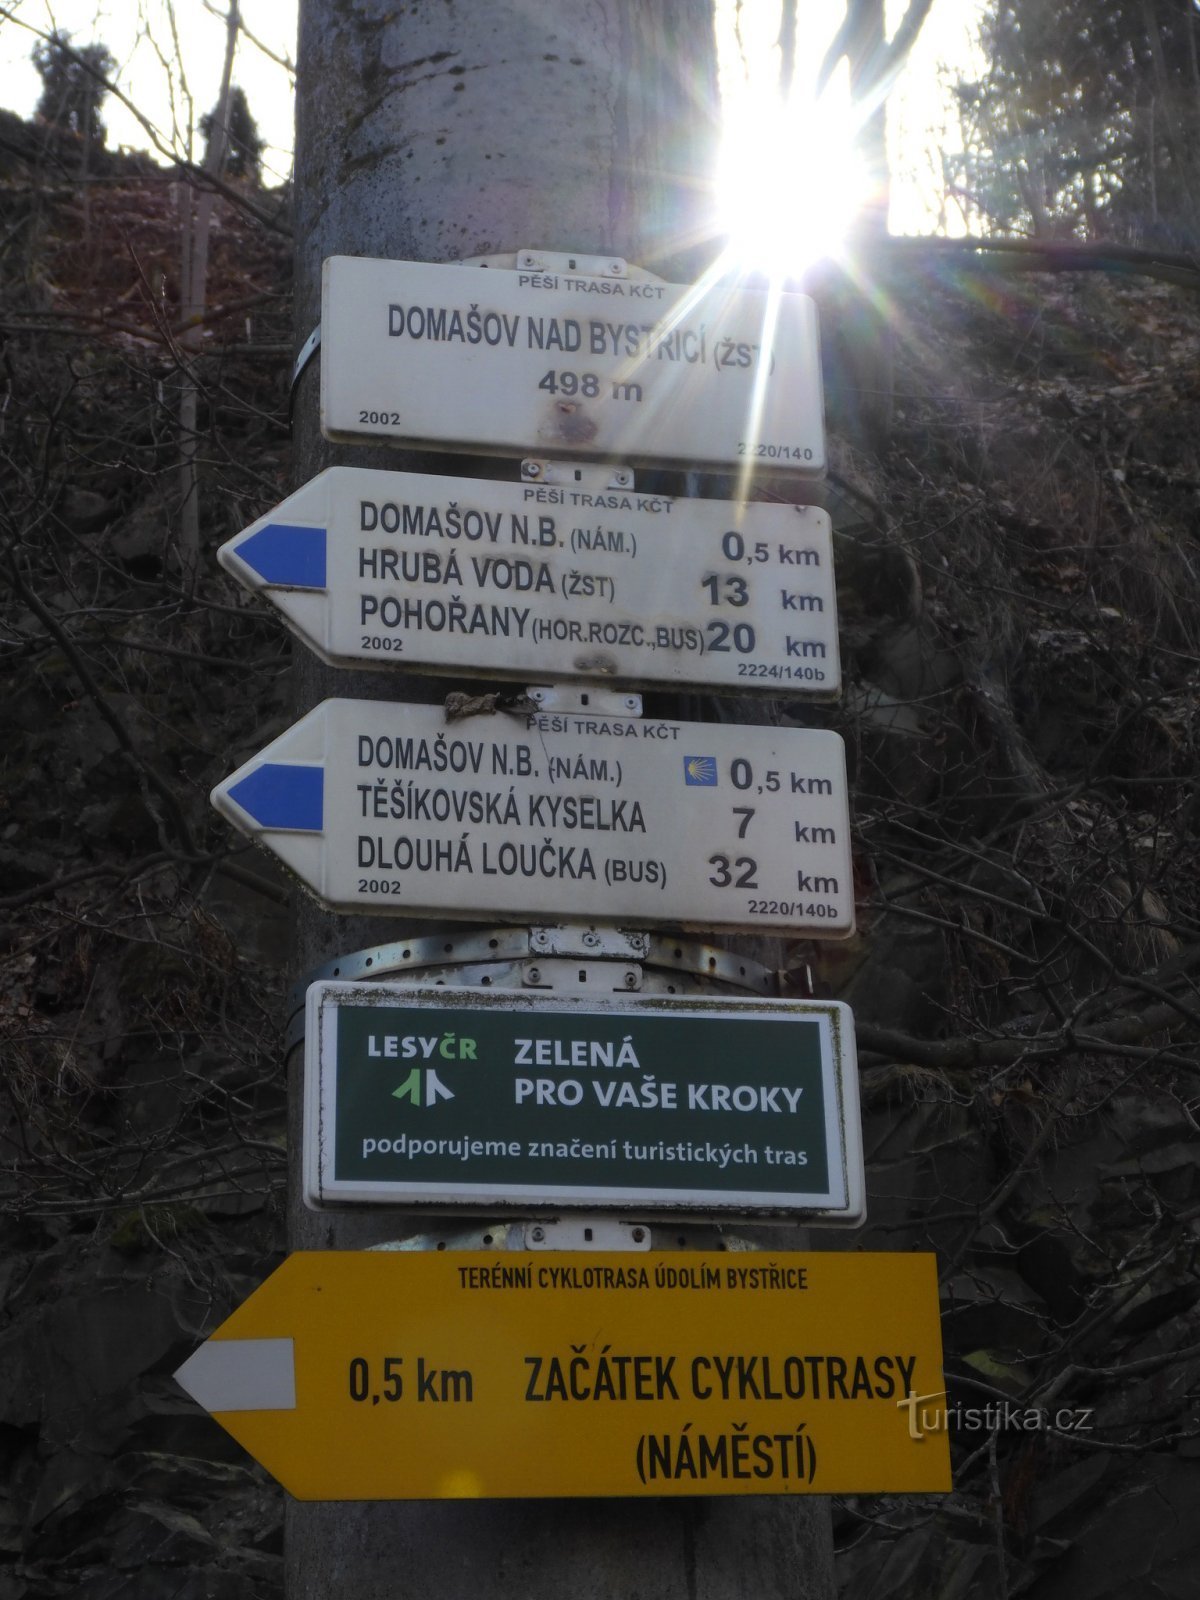 PĚŠÍ TRASA KČT
DOMAŠOV NAD BYSTŘICÍ (ŽST)
498 m
2002 2220/140
PĚŠÍ TRASA KČT
DOMAŠOV N.B. (NÁM.) 0,5 km
HRUBÁ VODA (ŽST) 13 km
POHOŘANY (HOR.ROZC.,BUS) 20 km
2002 2224/140b
PĚŠÍ TRASA KČT
DOMAŠOV N.B. (NÁM.) 0,5 km
TĚŠÍKOVSKÁ KYSELKA 7 km
DLOUHÁ LOUČKA (BUS) 32 km
2002 2220/140b
LESY ČR ZELENÁ
PRO VAŠE KROKY
podporujeme značení turistických tras
TERÉNNÍ CYKLOTRASA ÚDOLÍM BYSTŘICE
0,5 km ZAČÁTEK CYKLOTRASY
(NÁMĚSTÍ)
Turistika.cz